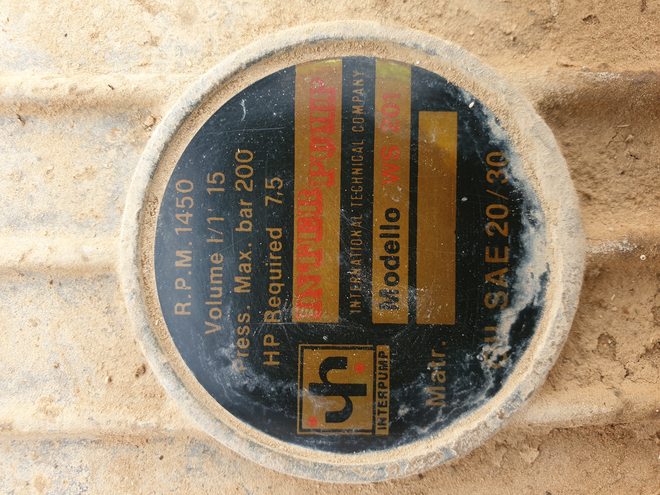 R.P.M. 1450
Volume l/1' 15
Press. Max. bar 200
HP Required 7,5
INTERPUMP
INTERNATIONAL TECHNICAL COMPANY
Modello WS 201
Matr.
SAE 20/30
INTERPUMP